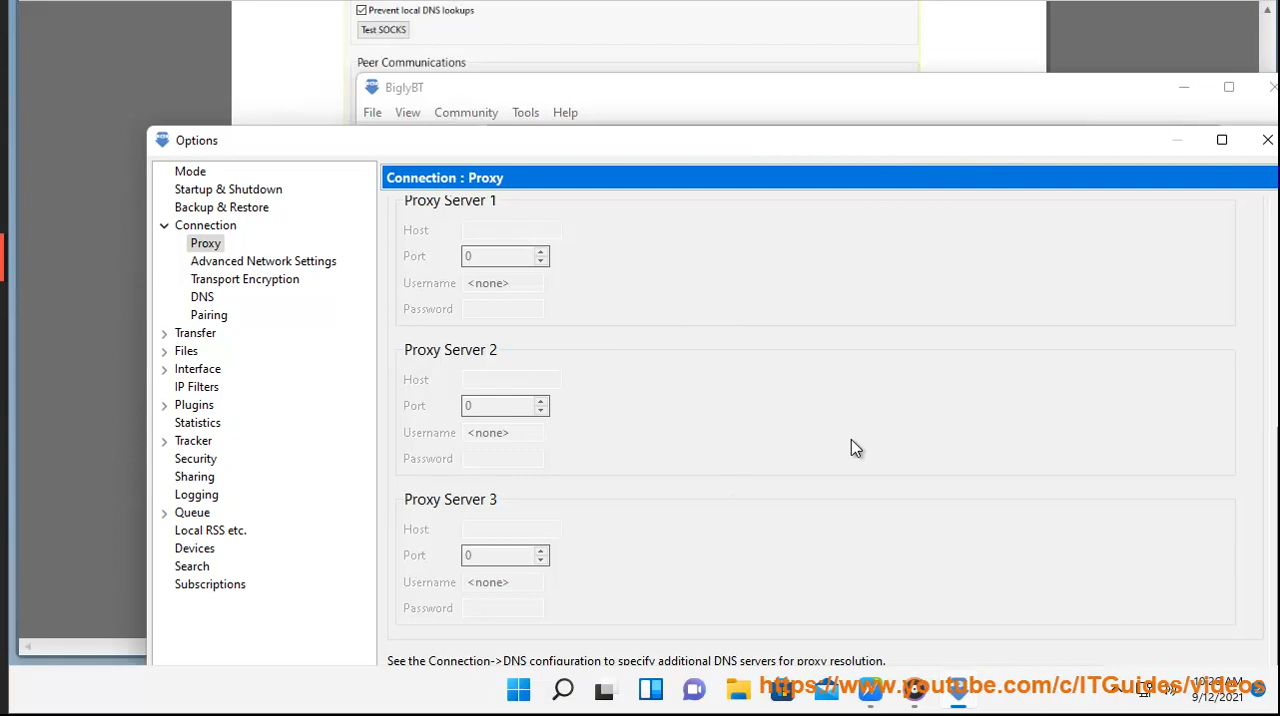 Prevent local DNS lookups
Test SOCKS
Peer Communications
BiglyBT
File View Community Tools Help
Options
Mode
Startup & Shutdown
Backup & Restore
Connection
Proxy
Advanced Network Settings
Transport Encryption
DNS
Pairing
Transfer
Files
Interface
IP Filters
Plugins
Statistics
Tracker
Security
Sharing
Logging
Queue
Local RSS etc.
Devices
Search
Subscriptions
Connection : Proxy
Proxy Server 1
Host
Port 0
Username <none>
Password
Proxy Server 2
Host
Port 0
Username <none>
Password
Proxy Server 3
Host
Port 0
Username <none>
Password
See the Connection->DNS configuration to specify additional DNS servers for proxy resolution.
https://www.youtube.com/c/ITGuides/videos
9/12/2021